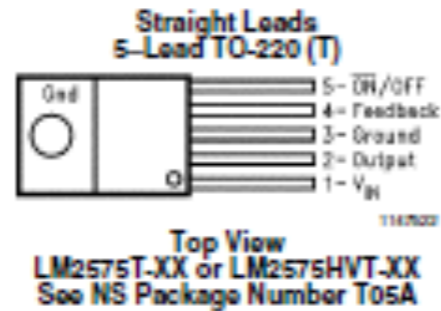 Straight Leads
5–Lead TO-220 (T)
Gnd
5- O̅N̅/OFF
4- Feedback
3- Ground
2- Output
1- VIN
Top View
LM2575T-XX or LM2575HVT-XX
See NS Package Number T05A